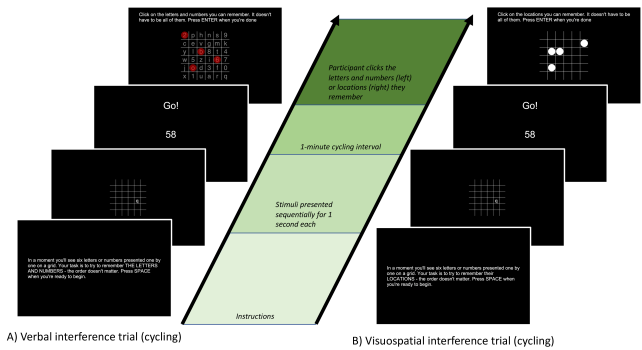 Click on the letters and numbers you can remember. It doesn't
have to be all of them. Press ENTER when you're done
p h n e 9
c e v g m k
8 t 4
w 5 z i 7
j d 3 f 0
x 1 u a r q
Go!
58
In a moment you'll see six letters or numbers presented one by
one on a grid. Your task is to try to remember THE LETTERS
AND NUMBERS - the order doesn't matter. Press SPACE
when you're ready to begin.
A) Verbal interference trial (cycling)
Participant clicks the
letters and numbers (left)
or locations (right) they
remember
1-minute cycling interval
Stimuli presented
sequentially for 1
second each
Instructions
Click on the locations you can remember. It doesn't have to be
all of them. Press ENTER when you're done
Go!
58
In a moment you'll see six letters or numbers presented one by
one on a grid. Your task is to try to remember their
LOCATIONS - the order doesn't matter. Press SPACE when
you're ready to begin.
B) Visuospatial interference trial (cycling)